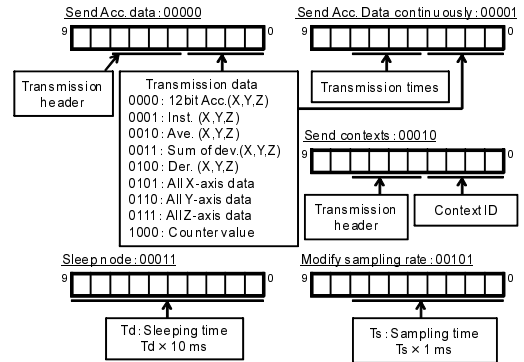 Send Acc. data : 00000
9 0
Transmission
header
Transmission data
0000: 12bit Acc.(X,Y,Z)
0001: Inst. (X,Y,Z)
0010: Ave. (X,Y,Z)
0011: Sum of dev.(X,Y,Z)
0100: Der. (X,Y,Z)
0101: All X-axis data
0110: All Y-axis data
0111: All Z-axis data
1000: Counter value
Send Acc. Data continuously : 00001
9 0
Transmission times
Send contexts : 00010
9 0
Transmission
header
Context ID
Sleep node : 00011
9 0
Td : Sleeping time
Td × 10 ms
Modify sampling rate : 00101
9 0
Ts : Sampling time
Ts × 1 ms